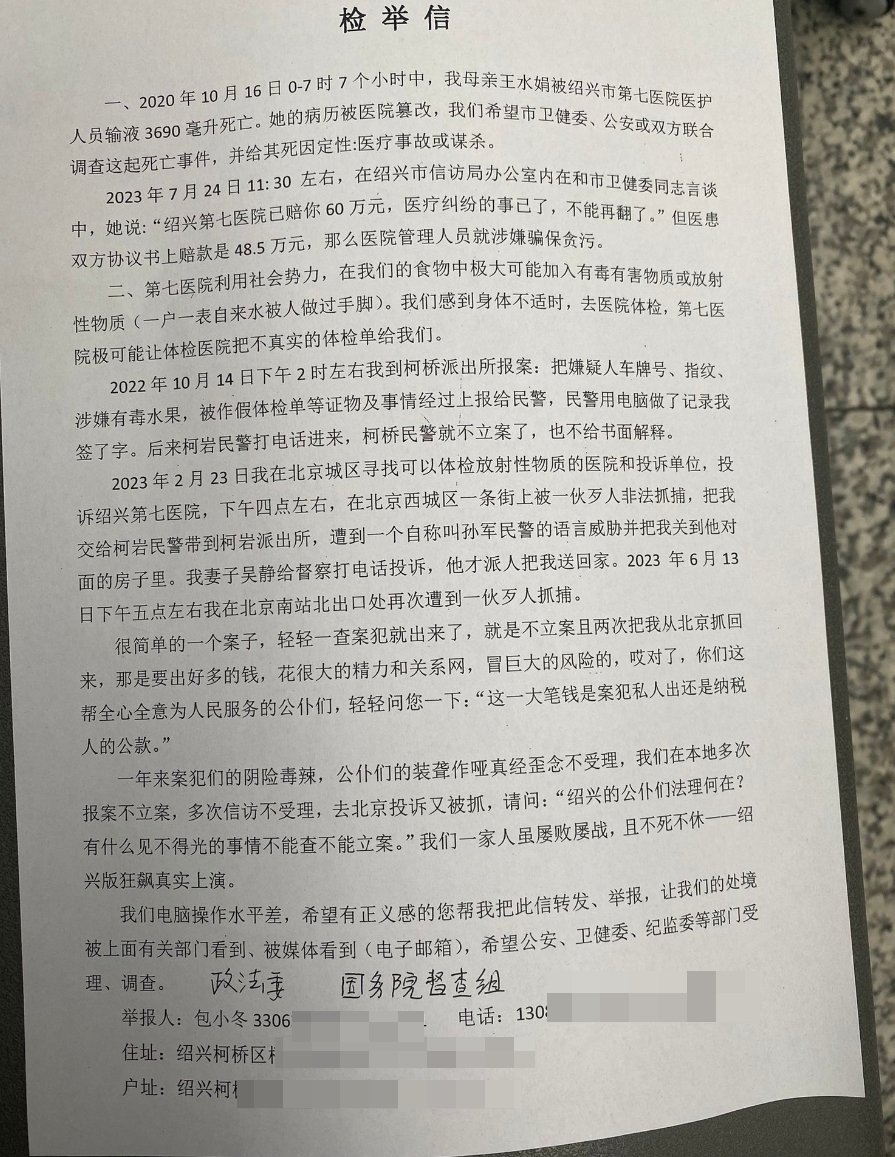 检举信
一、2020年10月16日0-7时7个小时中，我母亲王水娟被绍兴市第七医院医护
人员输液3690毫升死亡。她的病历被医院篡改，我们希望市卫健委、公安或双方联合
调查这起死亡事件，并给其死因定性:医疗事故或谋杀。
2023年7月24日11:30 左右，在绍兴市信访局办公室内在和市卫健委同志言谈
中，她说:“绍兴第七医院已赔你60万元，医疗纠纷的事已了，不能再翻了。”但医患
双方协议书上赔款是48.5万元，那么医院管理人员就涉嫌骗保贪污。
二、第七医院利用社会势力，在我们的食物中极大可能加入有毒有害物质或放射
性物质（一户一表自来水被人做过手脚）。我们感到身体不适时，去医院体检，第七医
院极可能让体检医院把不真实的体检单给我们。
2022年10月14日下午2时左右我到柯桥派出所报案：把嫌疑人车牌号、指纹、
涉嫌有毒水果，被作假体检单等证物及事情经过上报给民警，民警用电脑做了记录我
签了字。后来柯岩民警打电话进来，柯桥民警就不立案了，也不给书面解释。
2023年2月23日我在北京城区寻找可以体检放射性物质的医院和投诉单位，投
诉绍兴第七医院，下午四点左右，在北京西城区一条街上被一伙歹人非法抓捕，把我
交给柯岩民警带到柯岩派出所，遭到一个自称叫孙军民警的语言威胁并把我关到他对
面的房子里。我妻子吴静给督察打电话投诉，他才派人把我送回家。2023 年6月13
日下午五点左右我在北京南站北出口处再次遭到一伙歹人抓捕。
很简单的一个案子，轻轻一查案犯就出来了，就是不立案且两次把我从北京抓回
来，那是要出好多的钱，花很大的精力和关系网，冒巨大的风险的，哎对了，你们这
帮全心全意为人民服务的公仆们，轻轻问您一下：“这一大笔钱是案犯私人出还是纳税
人的公款。”
一年来案犯们的阴险毒辣，公仆们的装聋作哑真经歪念不受理，我们在本地多次
报案不立案，多次信访不受理，去北京投诉又被抓，请问：“绍兴的公仆们法理何在？
有什么见不得光的事情不能查不能立案。”我们一家人虽屡败屡战，且不死不休——绍
兴版狂飙真实上演。
我们电脑操作水平差，希望有正义感的您帮我把此信转发、举报，让我们的处境
被上面有关部门看到、被媒体看到（电子邮箱），希望公安、卫健委、纪监委等部门受
理、调查。 政法委 国务院督查组
举报人：包小冬 3306 电话：1308
住址：绍兴柯桥区
户址：绍兴柯